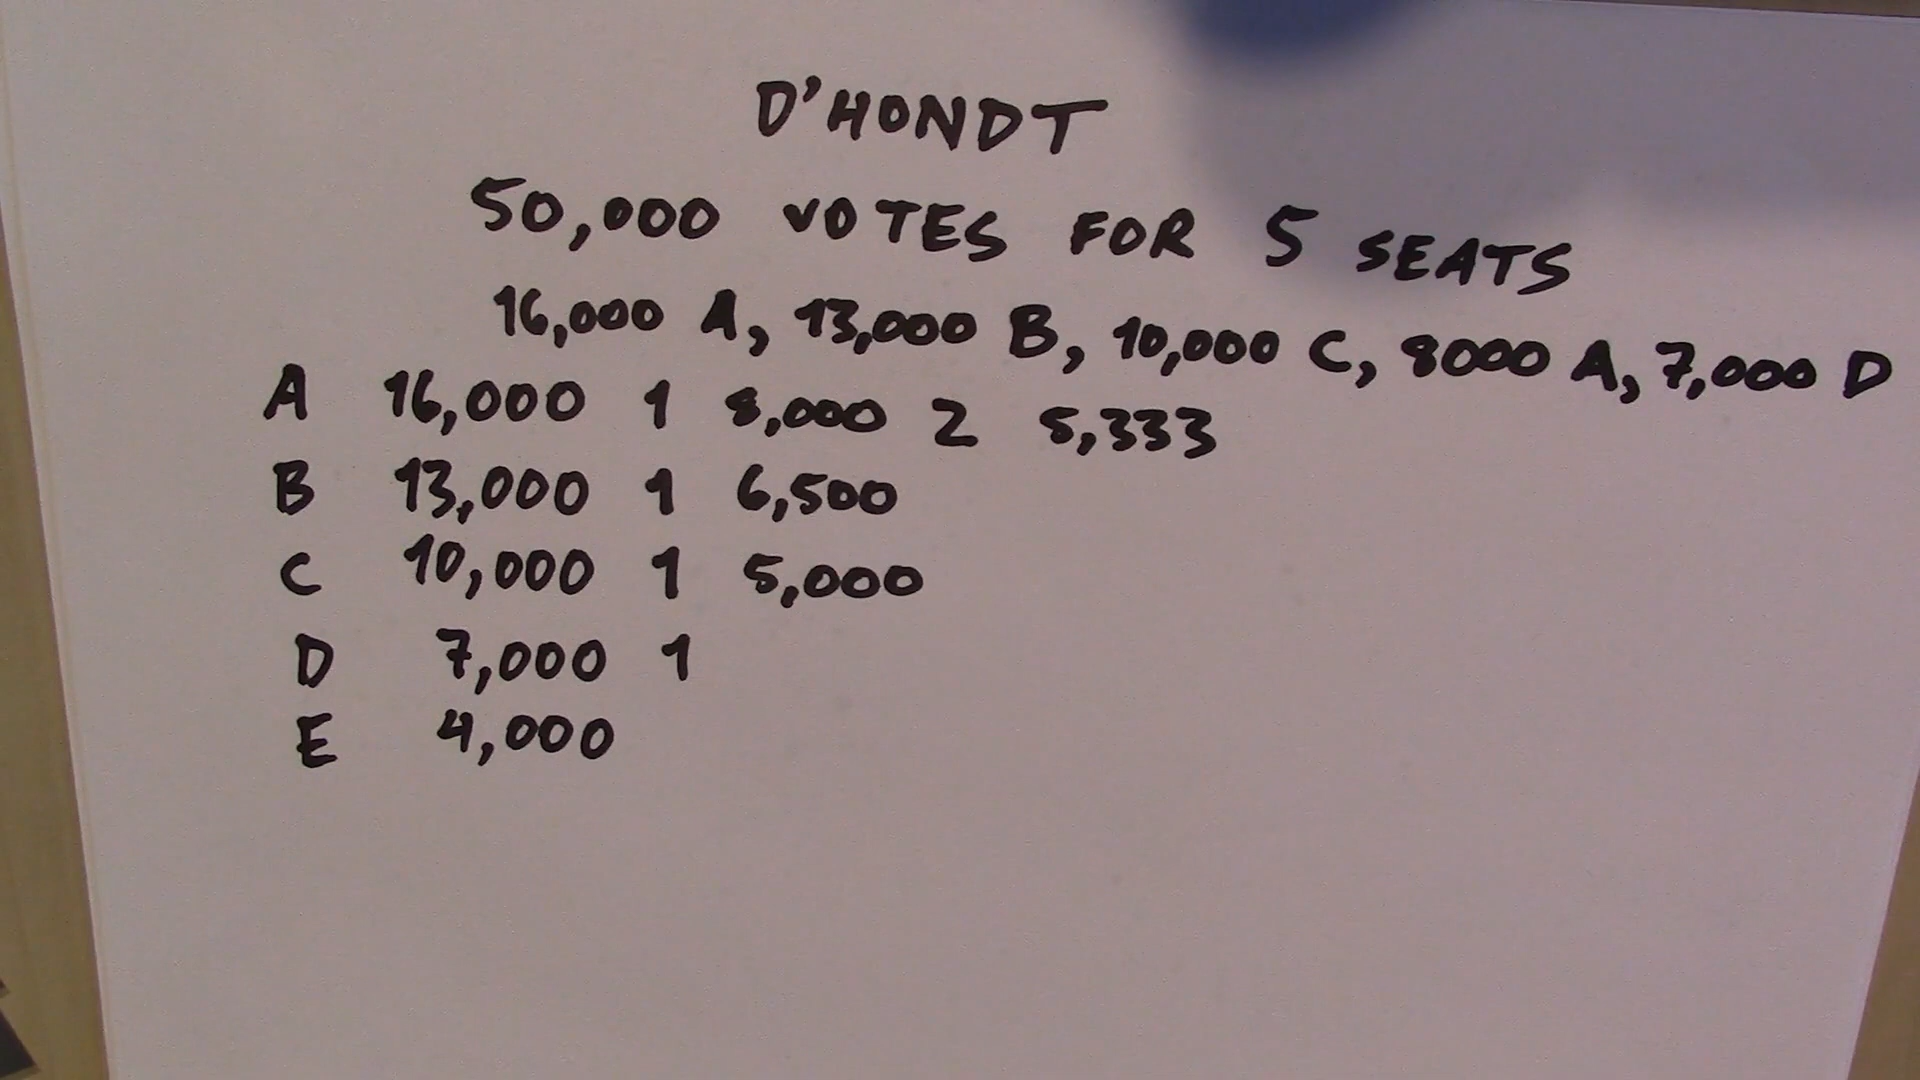 D'HONDT
50,000 VOTES FOR 5 SEATS
16,000 A, 13,000 B, 10,000 C, 8000 A, 7,000 D
A 16,000 1 8,000 2 5,333
B 13,000 1 6,500
C 10,000 1 5,000
D 7,000 1
E 4,000